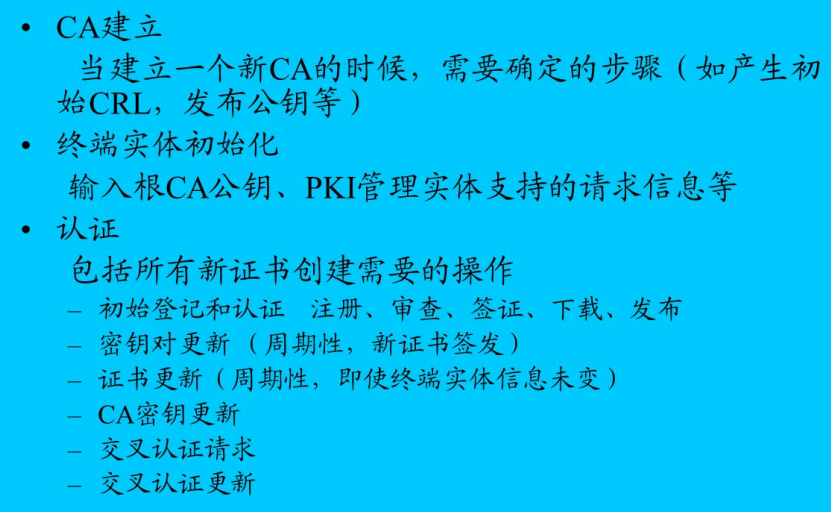 • CA建立
当建立一个新CA的时候，需要确定的步骤（如产生初
始CRL，发布公钥等）
• 终端实体初始化
输入根CA公钥、PKI管理实体支持的请求信息等
• 认证
包括所有新证书创建需要的操作
– 初始登记和认证 注册、审查、签证、下载、发布
– 密钥对更新（周期性，新证书签发）
– 证书更新（周期性，即使终端实体信息未变）
– CA密钥更新
– 交叉认证请求
– 交叉认证更新